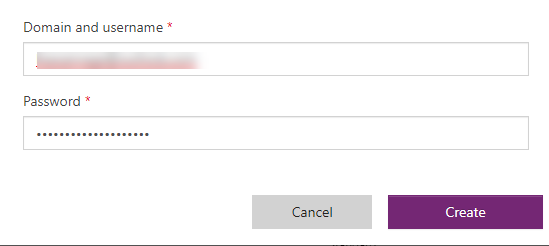 Domain and username *
Password *
••••••••••••••••••••
Cancel
Create